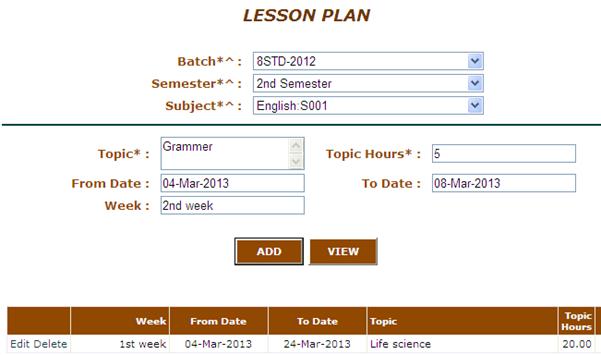 LESSON PLAN
Batch*^ : 8STD-2012
Semester*^ : 2nd Semester
Subject*^ : English:S001
Topic* : Grammer Topic Hours* : 5
From Date : 04-Mar-2013 To Date : 08-Mar-2013
Week : 2nd week
ADD VIEW
Week From Date To Date Topic Topic Hours
Edit Delete 1st week 04-Mar-2013 24-Mar-2013 Life science 20.00